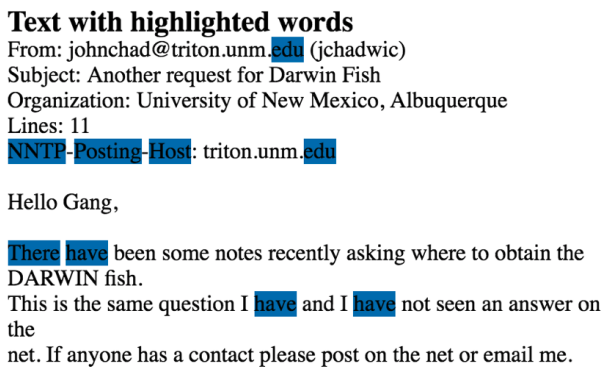 Text with highlighted words
From: johnchad@triton.unm.edu (jchadwic)
Subject: Another request for Darwin Fish
Organization: University of New Mexico, Albuquerque
Lines: 11
NNTP-Posting-Host: triton.unm.edu
Hello Gang,
There have been some notes recently asking where to obtain the
DARWIN fish.
This is the same question I have and I have not seen an answer on
the
net. If anyone has a contact please post on the net or email me.